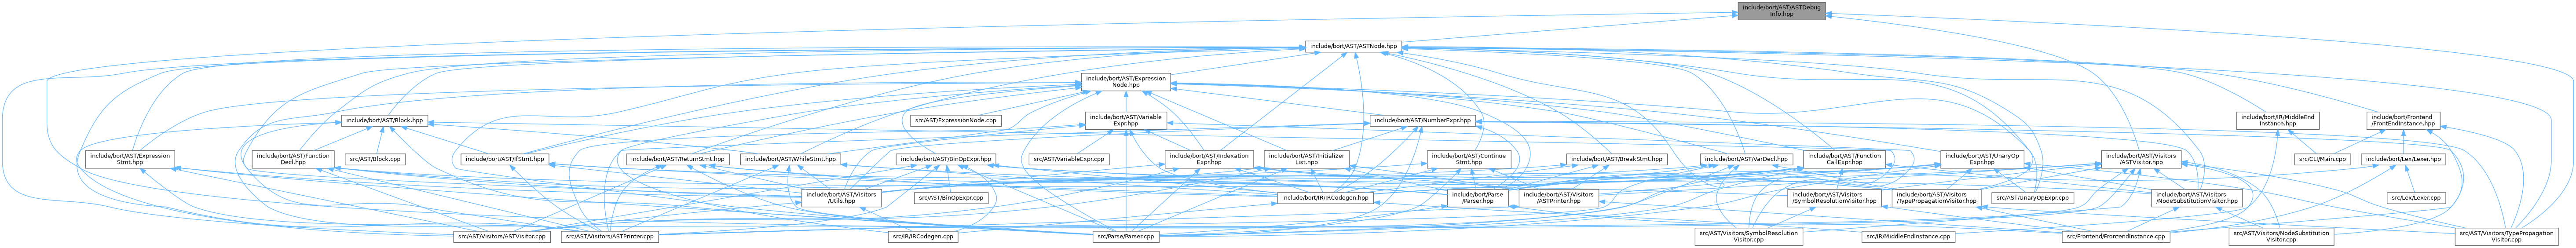 include/bort/AST/ASTDebug
Info.hpp
include/bort/AST/ASTNode.hpp
include/bort/AST/Expression
Node.hpp
include/bort/AST/Block.hpp
src/AST/ExpressionNode.cpp
include/bort/AST/Variable
Expr.hpp
include/bort/AST/NumberExpr.hpp
include/bort/IR/MiddleEnd
Instance.hpp
include/bort/Frontend
/FrontEndInstance.hpp
include/bort/AST/Expression
Stmt.hpp
include/bort/AST/Function
Decl.hpp
src/AST/Block.cpp
include/bort/AST/IfStmt.hpp
include/bort/AST/ReturnStmt.hpp
include/bort/AST/WhileStmt.hpp
include/bort/AST/BinOpExpr.hpp
src/AST/VariableExpr.cpp
include/bort/AST/Indexation
Expr.hpp
include/bort/AST/Initializer
List.hpp
include/bort/AST/Continue
Stmt.hpp
include/bort/AST/BreakStmt.hpp
include/bort/AST/VarDecl.hpp
include/bort/AST/Function
CallExpr.hpp
include/bort/AST/UnaryOp
Expr.hpp
include/bort/AST/Visitors
/ASTVisitor.hpp
src/CLI/Main.cpp
include/bort/Lex/Lexer.hpp
include/bort/AST/Visitors
/Utils.hpp
src/AST/BinOpExpr.cpp
include/bort/IR/IRCodegen.hpp
include/bort/Parse
/Parser.hpp
include/bort/AST/Visitors
/ASTPrinter.hpp
include/bort/AST/Visitors
/SymbolResolutionVisitor.hpp
include/bort/AST/Visitors
/TypePropagationVisitor.hpp
src/AST/UnaryOpExpr.cpp
include/bort/AST/Visitors
/NodeSubstitutionVisitor.hpp
src/Lex/Lexer.cpp
src/AST/Visitors/ASTVisitor.cpp
src/AST/Visitors/ASTPrinter.cpp
src/IR/IRCodegen.cpp
src/Parse/Parser.cpp
src/AST/Visitors/SymbolResolution
Visitor.cpp
src/IR/MiddleEndInstance.cpp
src/Frontend/FrontendInstance.cpp
src/AST/Visitors/NodeSubstitution
Visitor.cpp
src/AST/Visitors/TypePropagation
Visitor.cpp